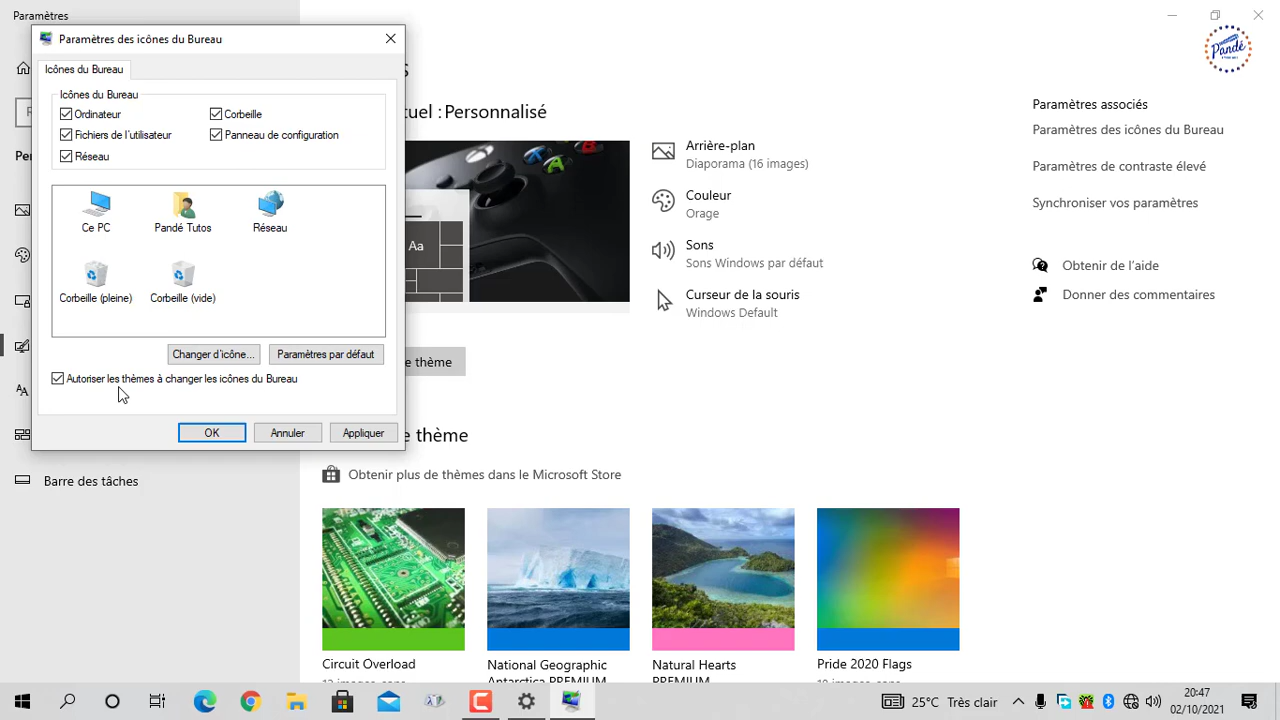 Paramètres
Paramètres des icônes du Bureau
Icônes du Bureau
Icônes du Bureau
Ordinateur
Corbeille
Fichiers de l'utilisateur
Panneau de configuration
Réseau
Ce PC
Pandé Tutos
Réseau
Corbeille (pleine)
Corbeille (vide)
Changer d'icône...
Paramètres par défaut
Autoriser les thèmes à changer les icônes du Bureau
OK
Annuler
Appliquer
Barre des tâches
tuel : Personnalisé
Aa
Arrière-plan
Diaporama (16 images)
Couleur
Orage
Sons
Sons Windows par défaut
Curseur de la souris
Windows Default
e thème
e thème
Obtenir plus de thèmes dans le Microsoft Store
Circuit Overload
National Geographic
Antarctica PREMIUM
Natural Hearts
PREMIUM
Pride 2020 Flags
Pandé
Paramètres associés
Paramètres des icônes du Bureau
Paramètres de contraste élevé
Synchroniser vos paramètres
Obtenir de l'aide
Donner des commentaires
25°C Très clair
20:47
02/10/2021